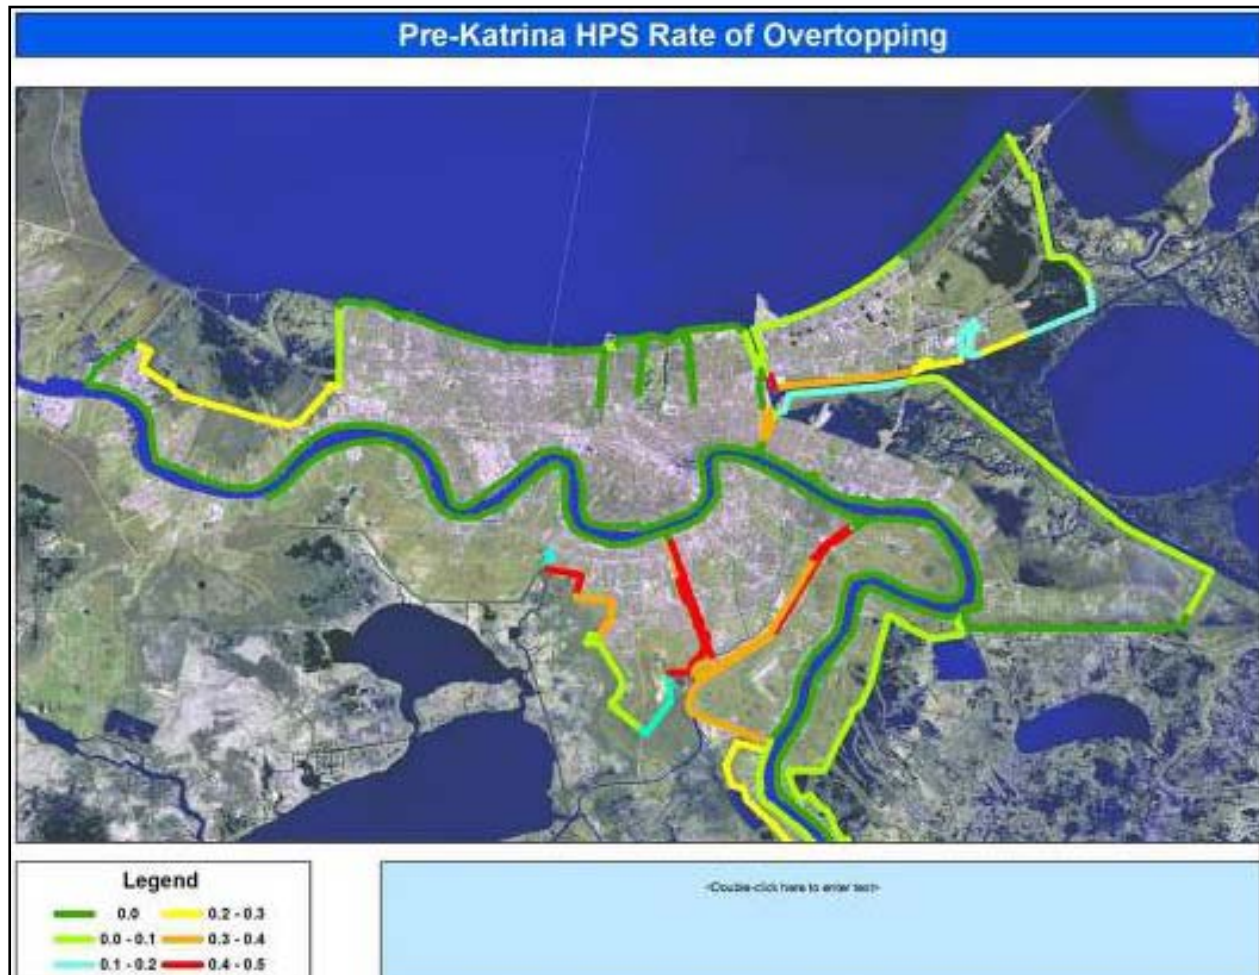 Pre-Katrina HPS Rate of Overtopping
Legend
0.0
0.2 - 0.3
0.0 - 0.1
0.3 - 0.4
0.1 - 0.2
0.4 - 0.5
<Double-click here to enter text>